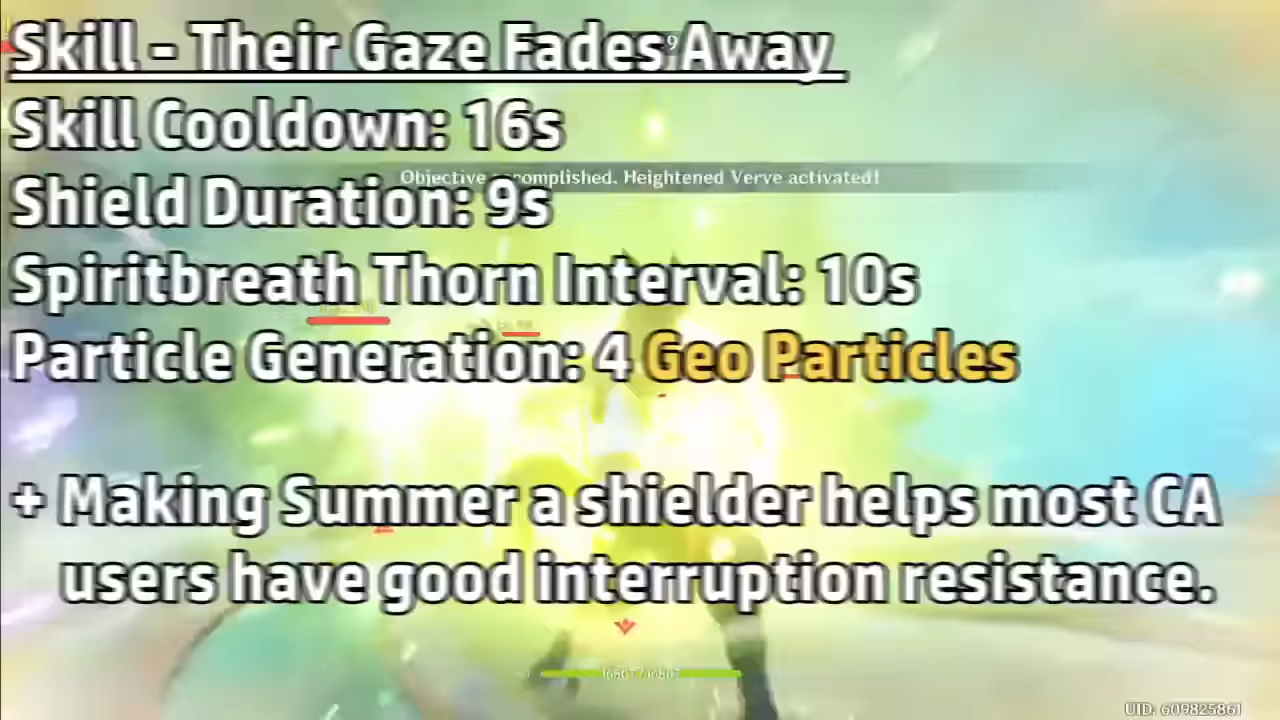 Skill - Their Gaze Fades Away
Skill Cooldown: 16s
Objective accomplished. Heightened Verve activated!
Shield Duration: 9s
Spiritbreath Thorn Interval: 10s
Particle Generation: 4 Geo Particles
+ Making Summer a shielder helps most CA
users have good interruption resistance.
UID: 609825861